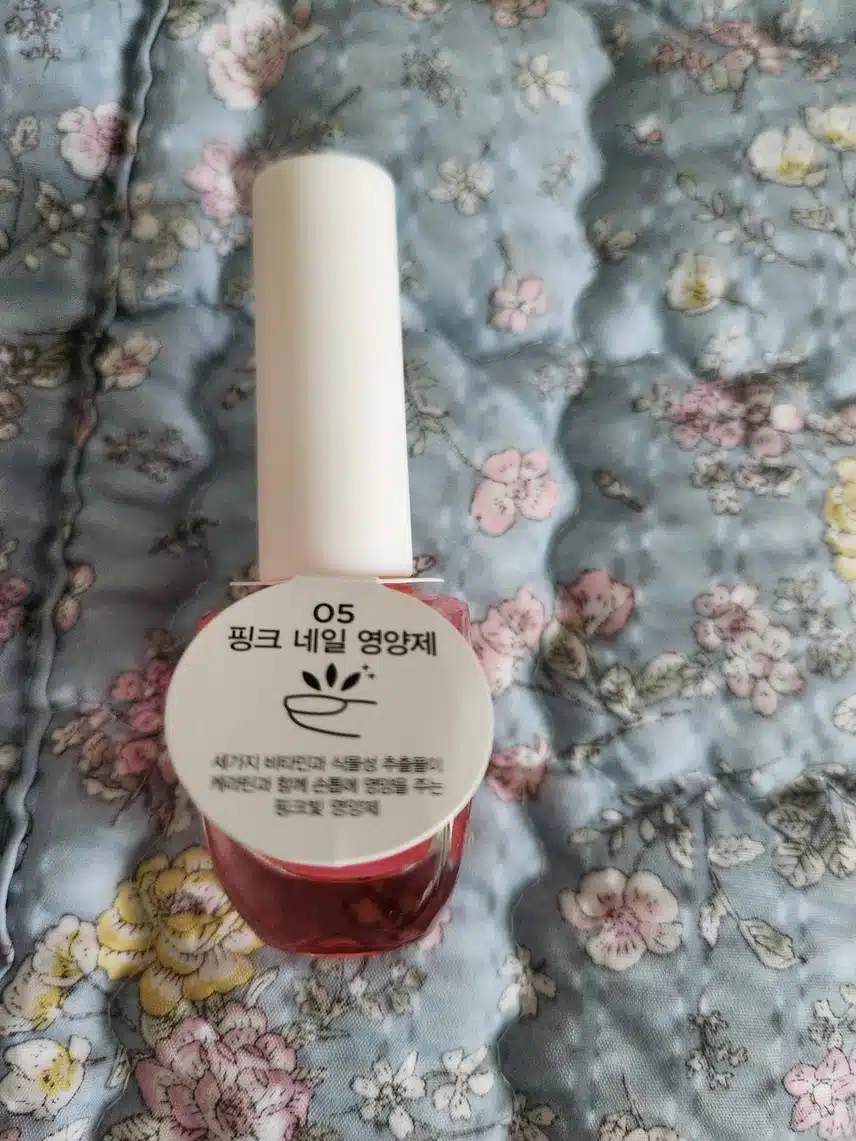 05
핑크 네일 영양제
세가지 비타민과 식물성 추출물이
케라틴과 함께 손톱에 영양을 주는
핑크빛 영양제